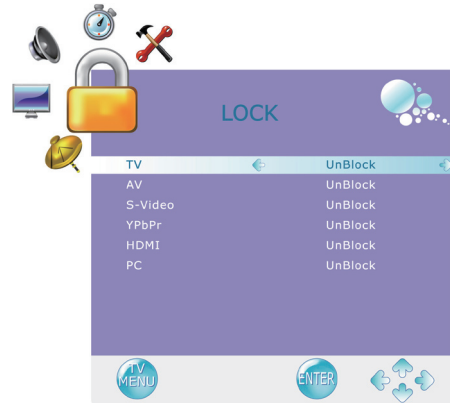 LOCK
TV UnBlock
AV UnBlock
S-Video UnBlock
YPbPr UnBlock
HDMI UnBlock
PC UnBlock
TV
MENU
ENTER